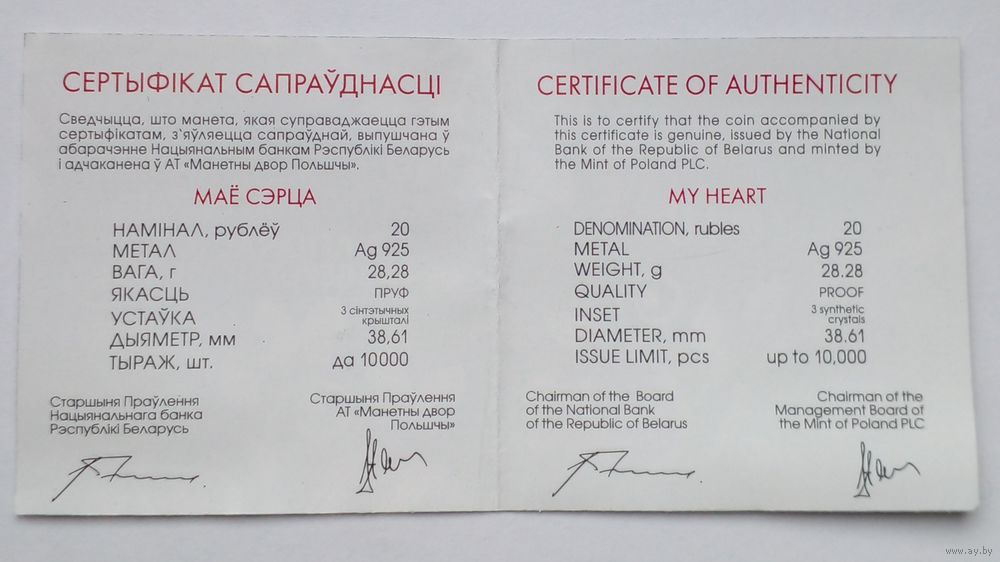 СЕРТЫФІКАТ САПРАЎДНАСЦІ
Сведчыцца, што манета, якая суправаджаецца гэтым
сертыфікатам, з`яўляецца сапраўднай, выпушчана ў
абарачэнне Нацыянальным банкам Рэспублікі Беларусь
і адчаканена ў АТ «Манетны двор Польшчы».
МАЁ СЭРЦА
НАМІНАЛ, рублёў 20
МЕТАЛ Ag 925
ВАГА, г 28,28
ЯКАСЦЬ ПРУФ
УСТАЎКА 3 сінтэтычных
крышталі
ДЫЯМЕТР, мм 38,61
ТЫРАЖ, шт. да 10000
Старшыня Праўлення
Нацыянальнага банка
Рэспублікі Беларусь
Старшыня Праўлення
АТ «Манетны двор
Польшчы»
CERTIFICATE OF AUTHENTICITY
This is to certify that the coin accompanied by
this certificate is genuine, issued by the National
Bank of the Republic of Belarus and minted by
the Mint of Poland PLC.
MY HEART
DENOMINATION, rubles 20
METAL Ag 925
WEIGHT, g 28.28
QUALITY PROOF
INSET 3 synthetic
crystals
DIAMETER, mm 38.61
ISSUE LIMIT, pcs up to 10,000
Chairman of the Board
of the National Bank
of the Republic of Belarus
Chairman of the
Management Board of
the Mint of Poland PLC
www.ay.by